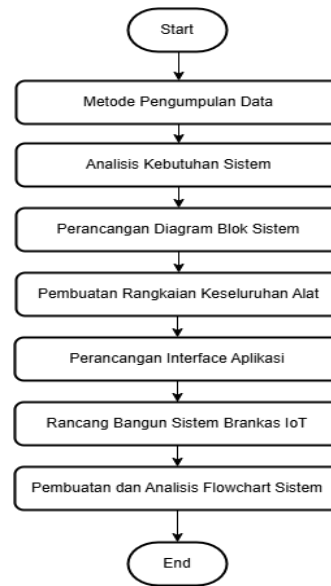 Start
Metode Pengumpulan Data
Analisis Kebutuhan Sistem
Perancangan Diagram Blok Sistem
Pembuatan Rangkaian Keseluruhan Alat
Perancangan Interface Aplikasi
Rancang Bangun Sistem Brankas IoT
Pembuatan dan Analisis Flowchart Sistem
End